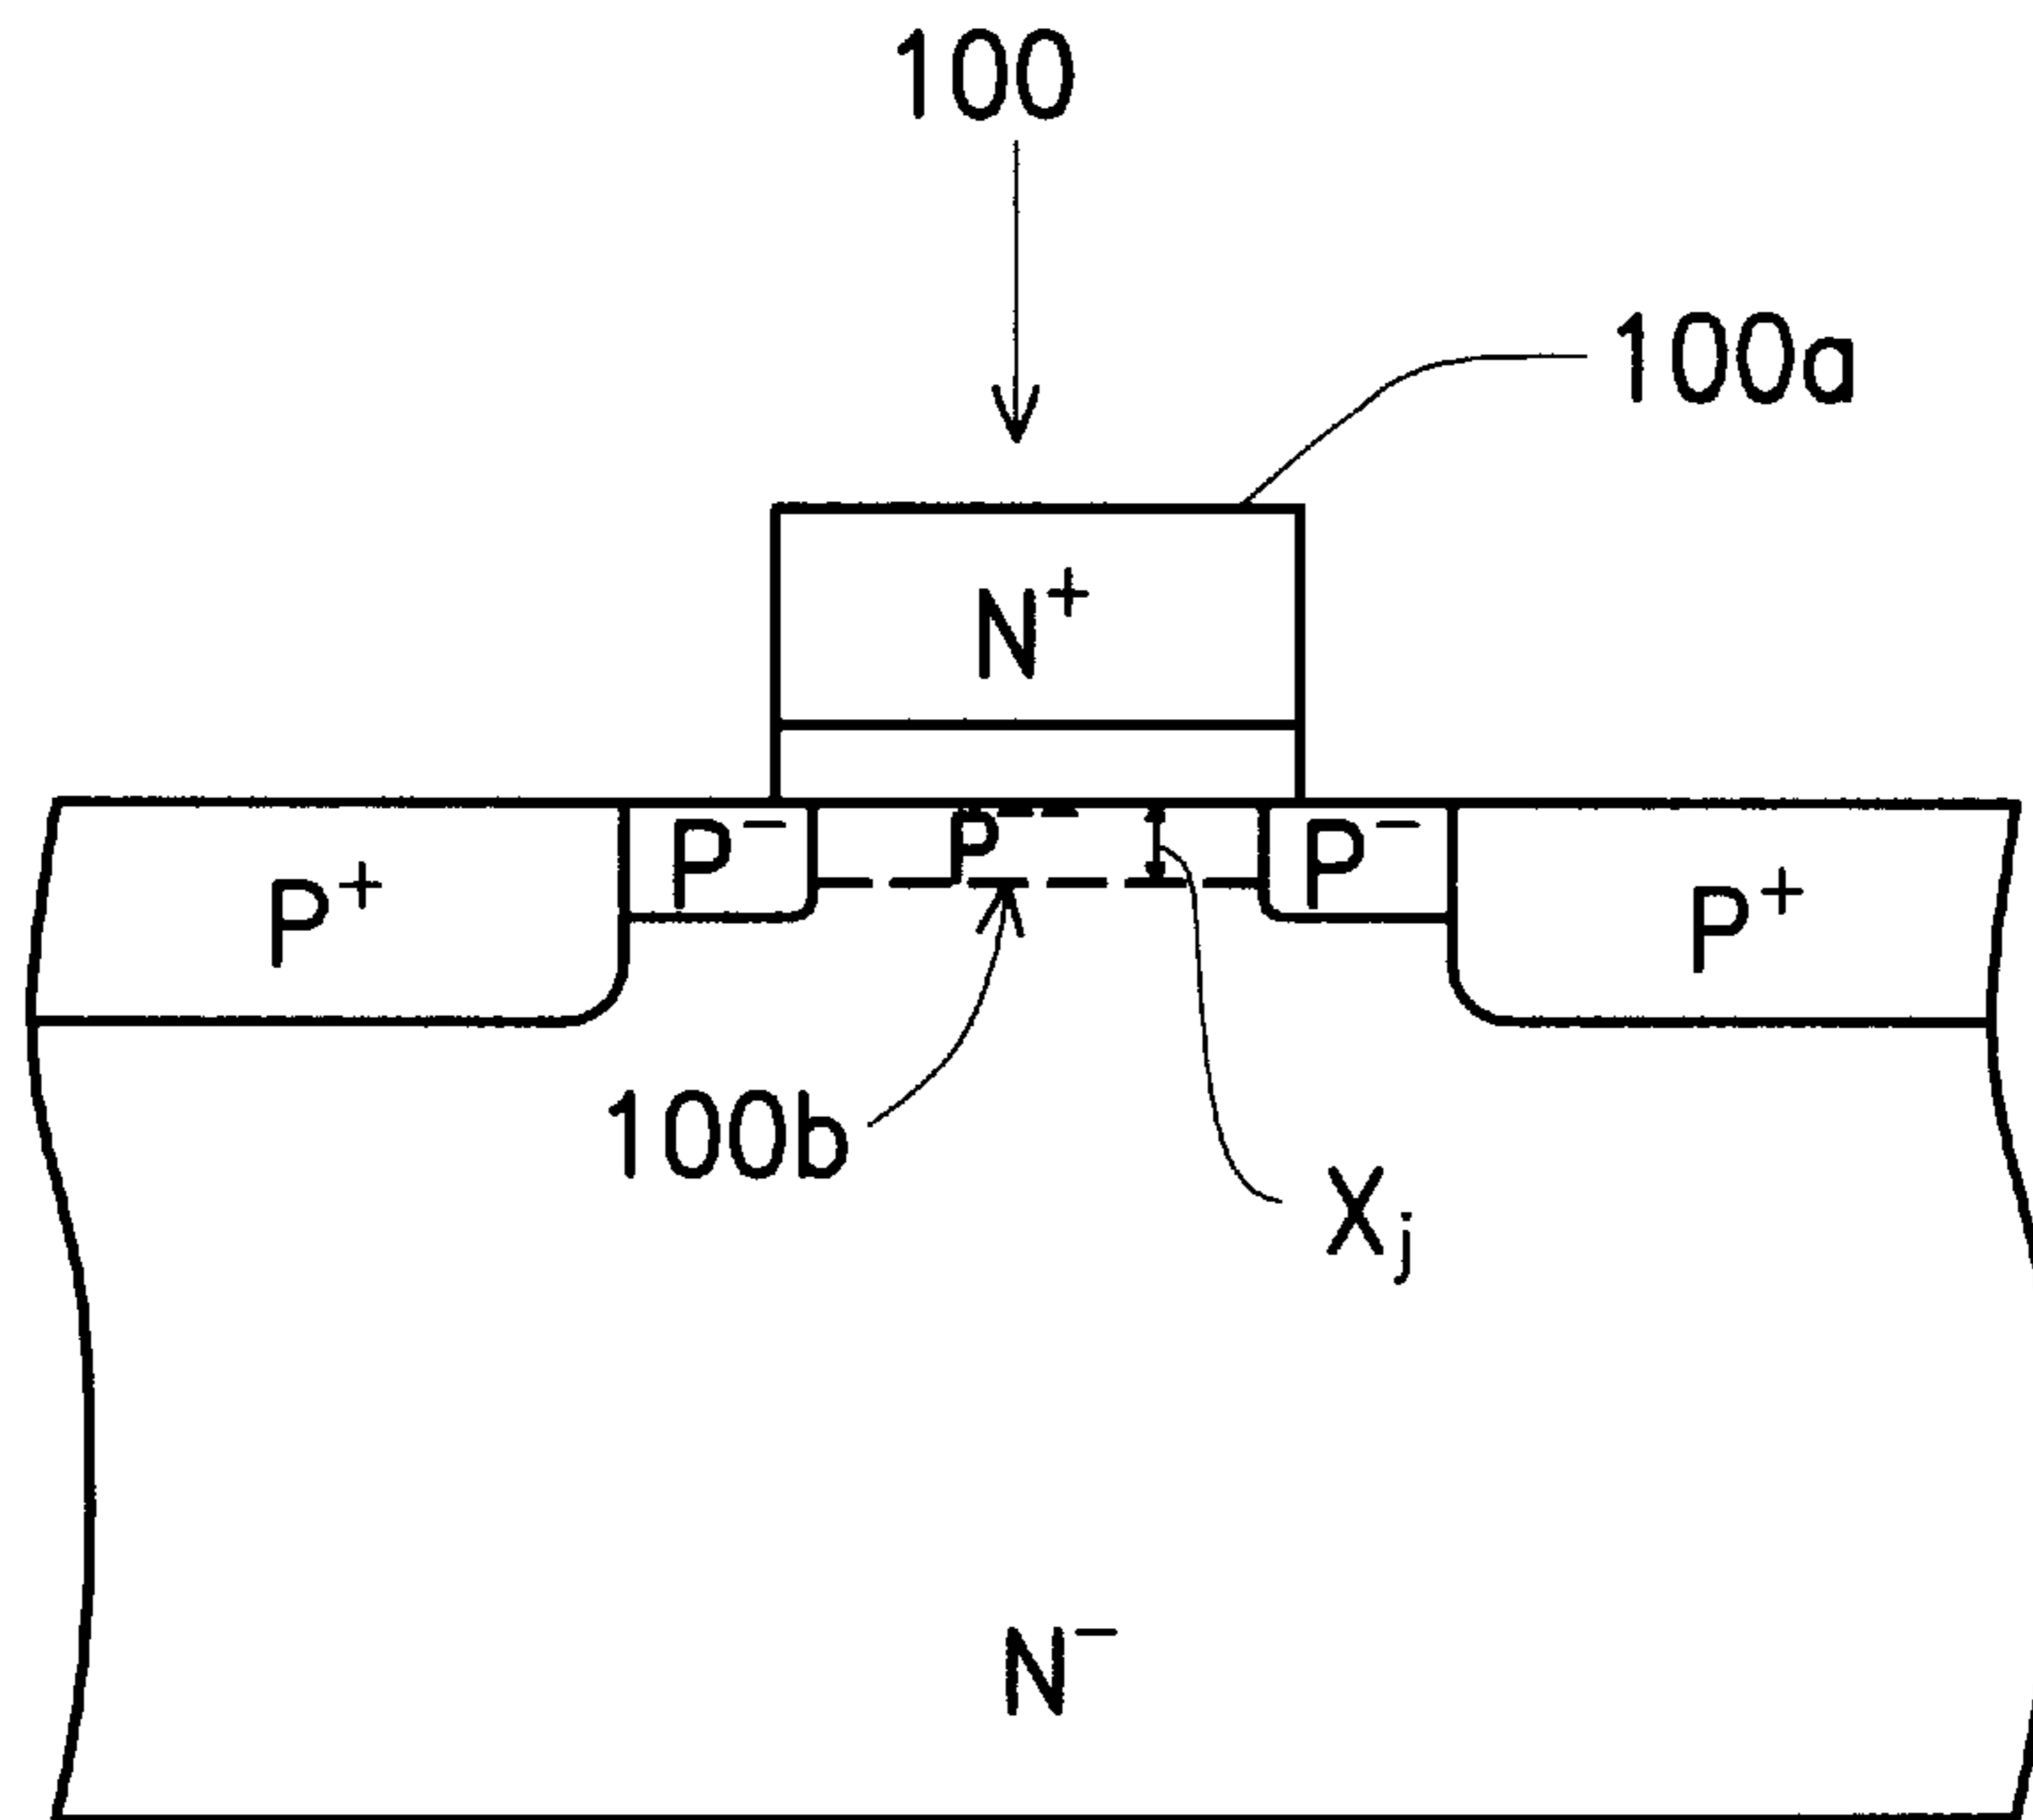 100
100a
N⁺
P⁻ P⁻⁻ P⁻
P⁺ P⁺
100b
Xⱼ
N⁻